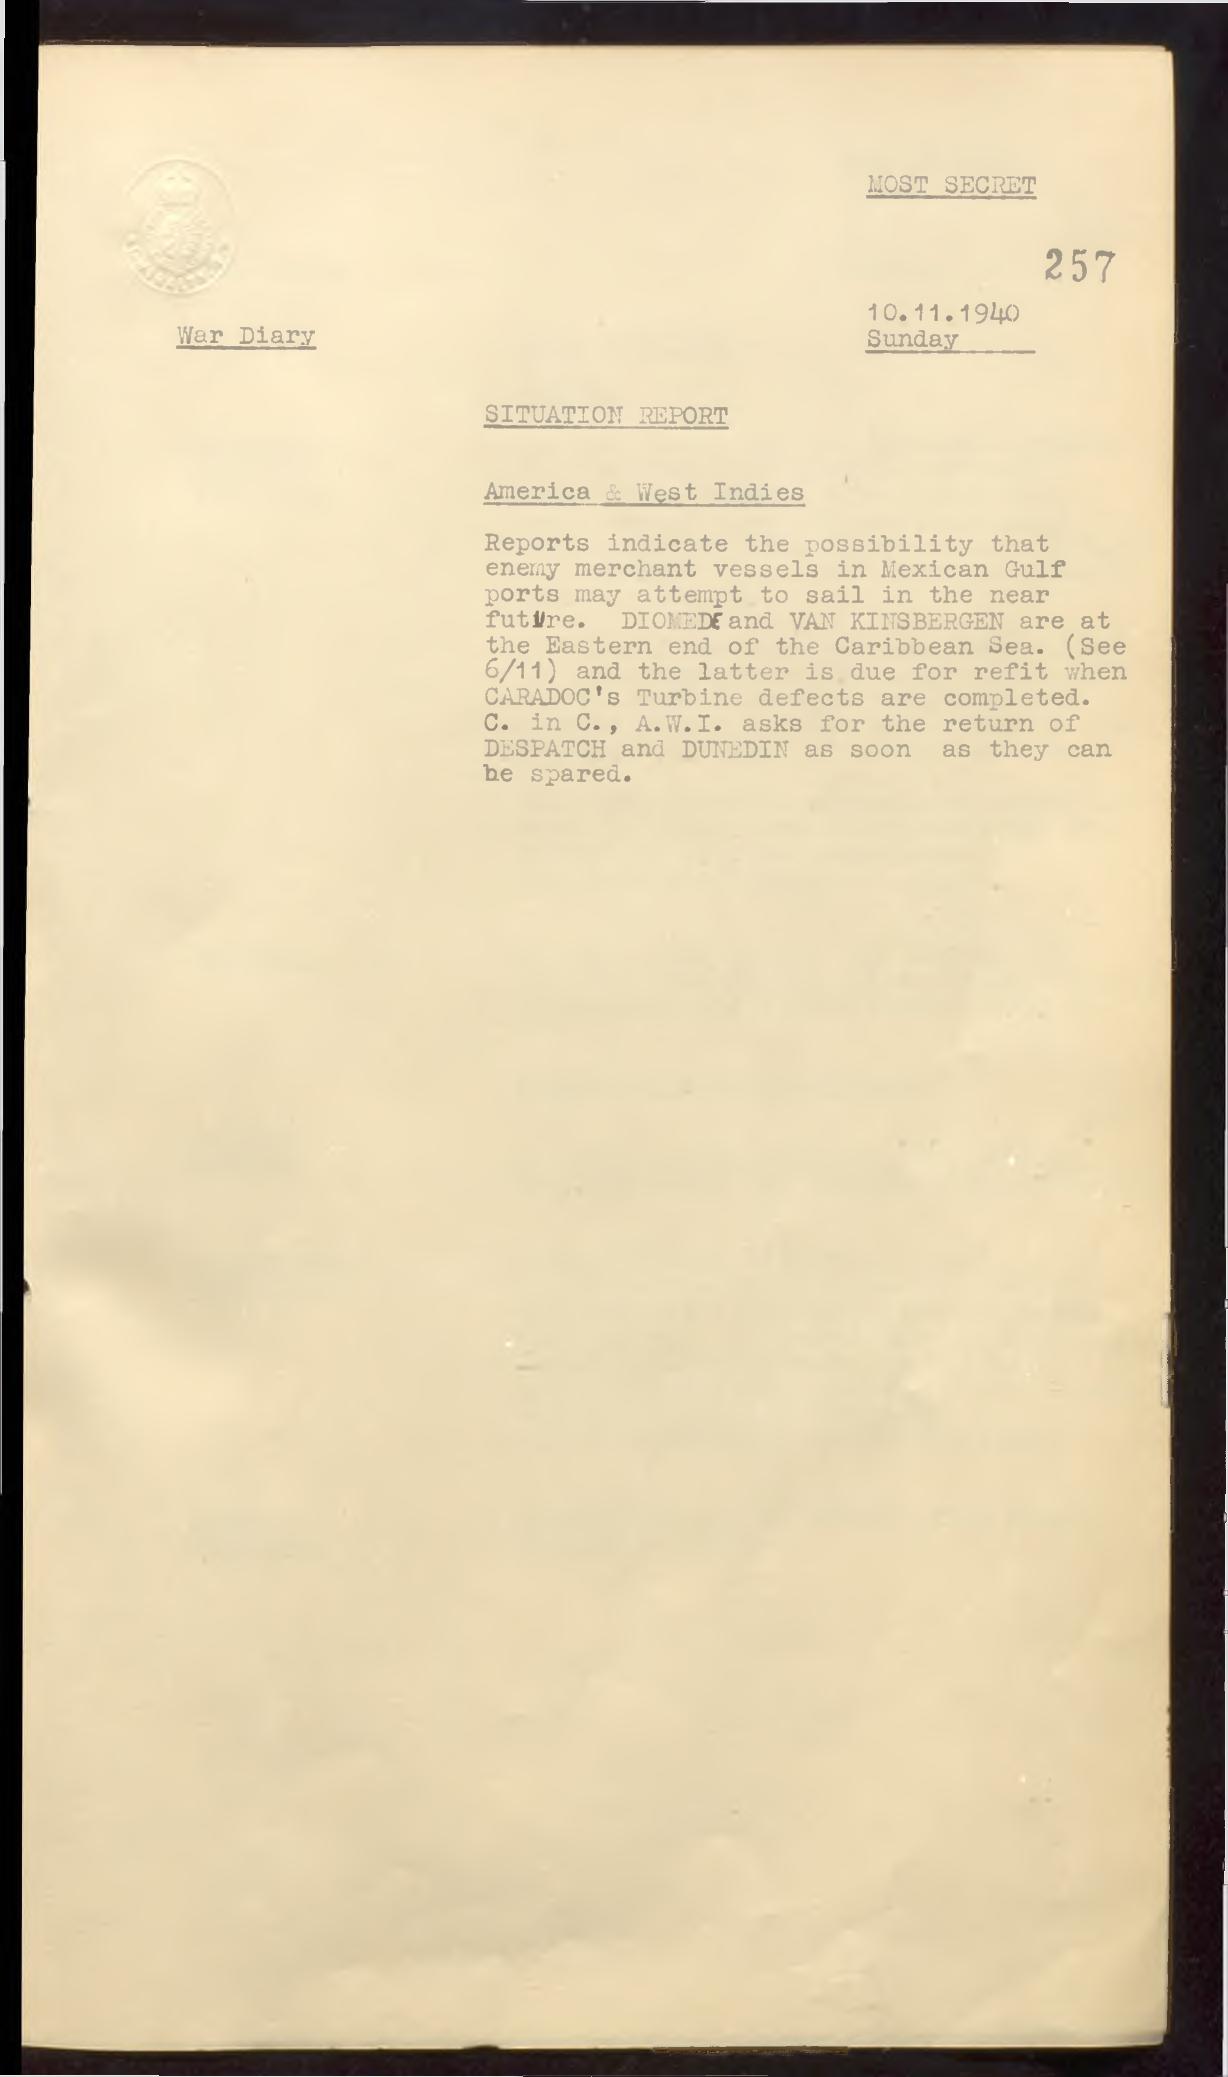 MOST SECRET
257
10.11.1940
War Diary
Sunday
SITUATION REPORT
America & West Indies
Reports indicate the possibility that
enemy merchant vessels in Mexican Gulf
ports may attempt to sail in the near
future. DIOMEDE and VAN KINSBERGEN are at
the Eastern end of the Caribbean Sea. (See
6/11) and the latter is due for refit when
CARADOC's Turbine defects are completed.
C. in C., A.W.I. asks for the return of
DESPATCH and DUNEDIN as soon as they can
be spared.